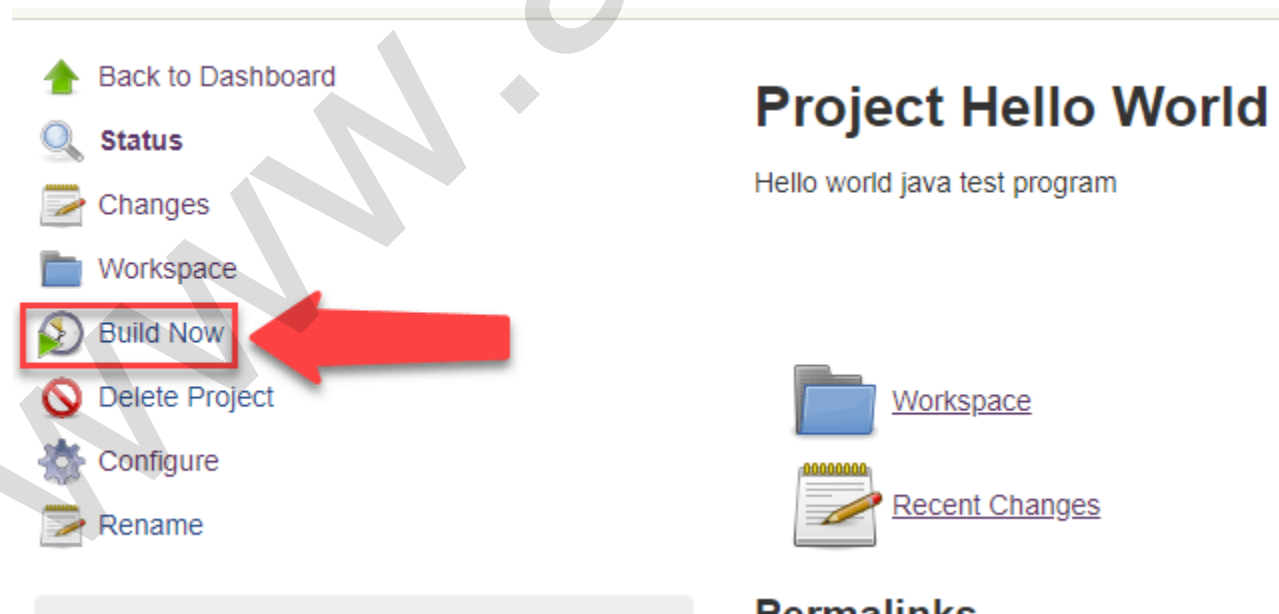 Back to Dashboard
Status
Changes
Workspace
Build Now
Delete Project
Configure
Rename
Project Hello World
Hello world java test program
Workspace
Recent Changes
Permalinks
www.